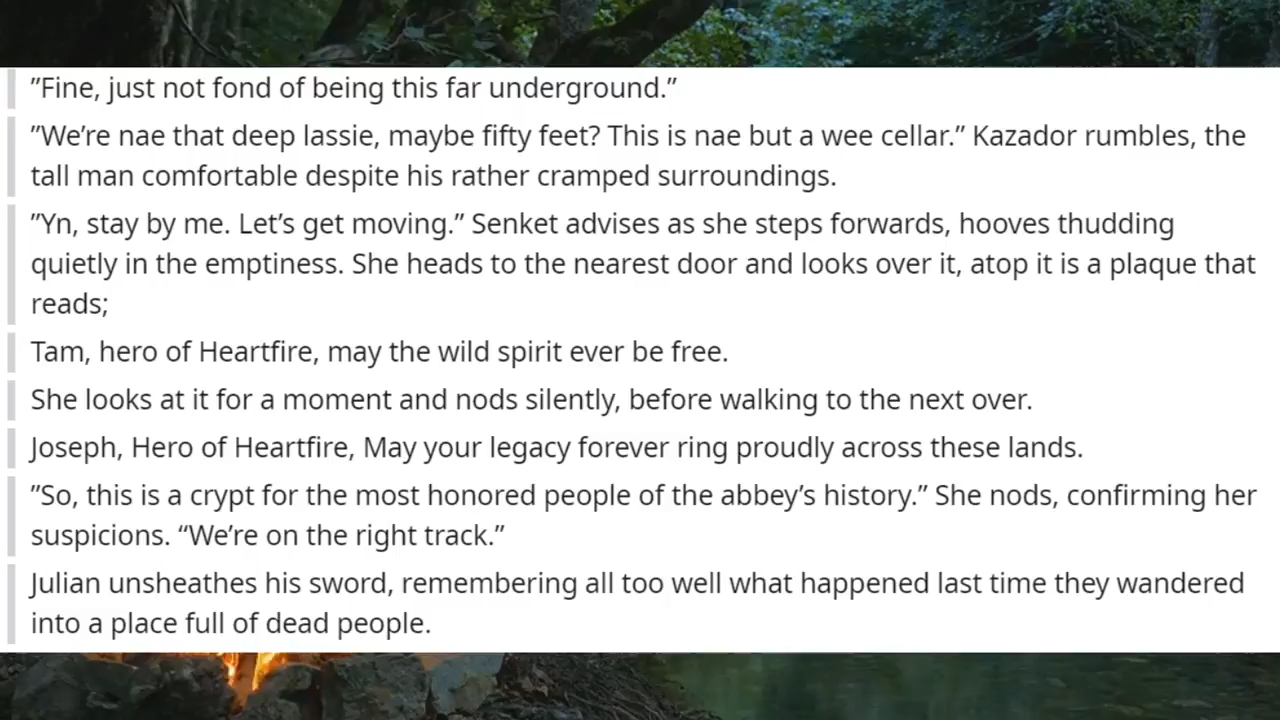 ”Fine, just not fond of being this far underground.”
”We’re nae that deep lassie, maybe fifty feet? This is nae but a wee cellar.” Kazador rumbles, the
tall man comfortable despite his rather cramped surroundings.
”Yn, stay by me. Let’s get moving.” Senket advises as she steps forwards, hooves thudding
quietly in the emptiness. She heads to the nearest door and looks over it, atop it is a plaque that
reads;
Tam, hero of Heartfire, may the wild spirit ever be free.
She looks at it for a moment and nods silently, before walking to the next over.
Joseph, Hero of Heartfire, May your legacy forever ring proudly across these lands.
”So, this is a crypt for the most honored people of the abbey’s history.” She nods, confirming her
suspicions. “We’re on the right track.”
Julian unsheathes his sword, remembering all too well what happened last time they wandered
into a place full of dead people.